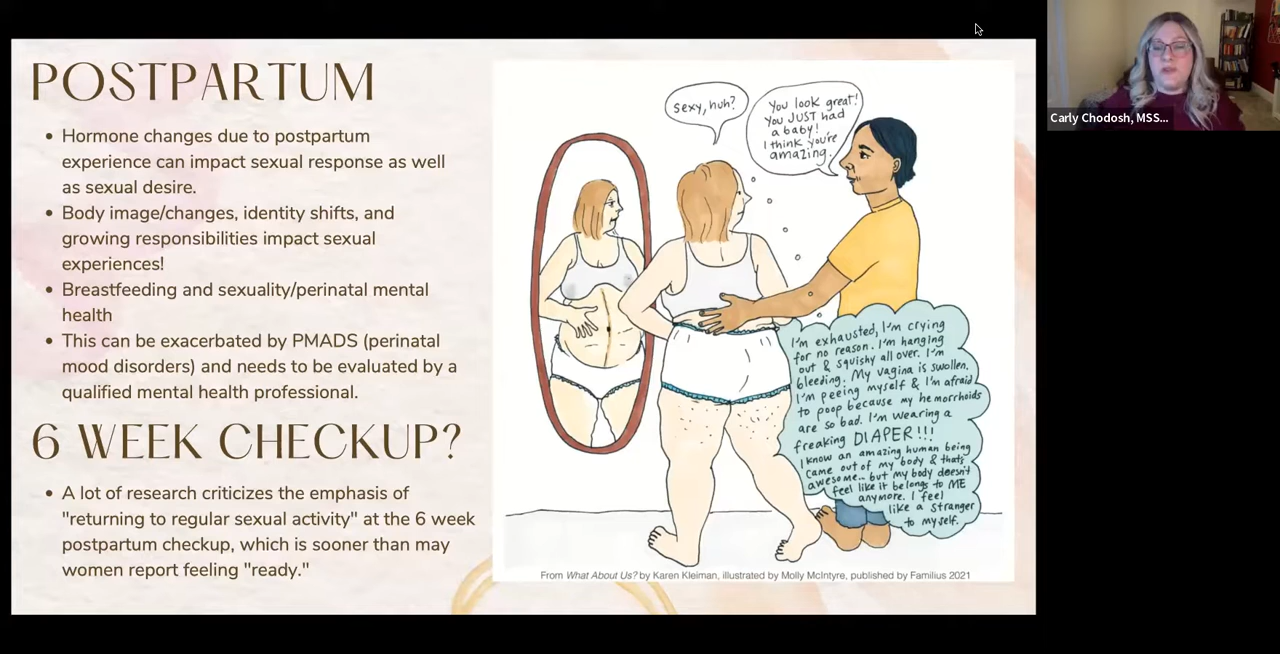 POSTPARTUM
• Hormone changes due to postpartum
experience can impact sexual response as well
as sexual desire.
• Body image/changes, identity shifts, and
growing responsibilities impact sexual
experiences!
• Breastfeeding and sexuality/perinatal mental
health
• This can be exacerbated by PMADS (perinatal
mood disorders) and needs to be evaluated by a
qualified mental health professional.
6 WEEK CHECKUP?
• A lot of research criticizes the emphasis of
"returning to regular sexual activity" at the 6 week
postpartum checkup, which is sooner than may
women report feeling "ready."
sexy, huh?
You look great!
You JUST had
a baby!
I think you're
amazing.
I'm exhausted, I'm crying
for no reason. I'm hanging
out & squishy all over. I'm
bleeding. My vagina is swollen,
I'm peeing myself & I'm afraid
to poop because my hemorrhoids
are so bad. I'm wearing a
freaking DIAPER!!!
I know an amazing human being
came out of my body & that's
awesome... but my body doesn't
feel like it belongs to ME
anymore. I feel
like a stranger
to myself.
From What About Us? by Karen Kleiman, illustrated by Molly McIntyre, published by Familius 2021
Carly Chodosh, MSS...